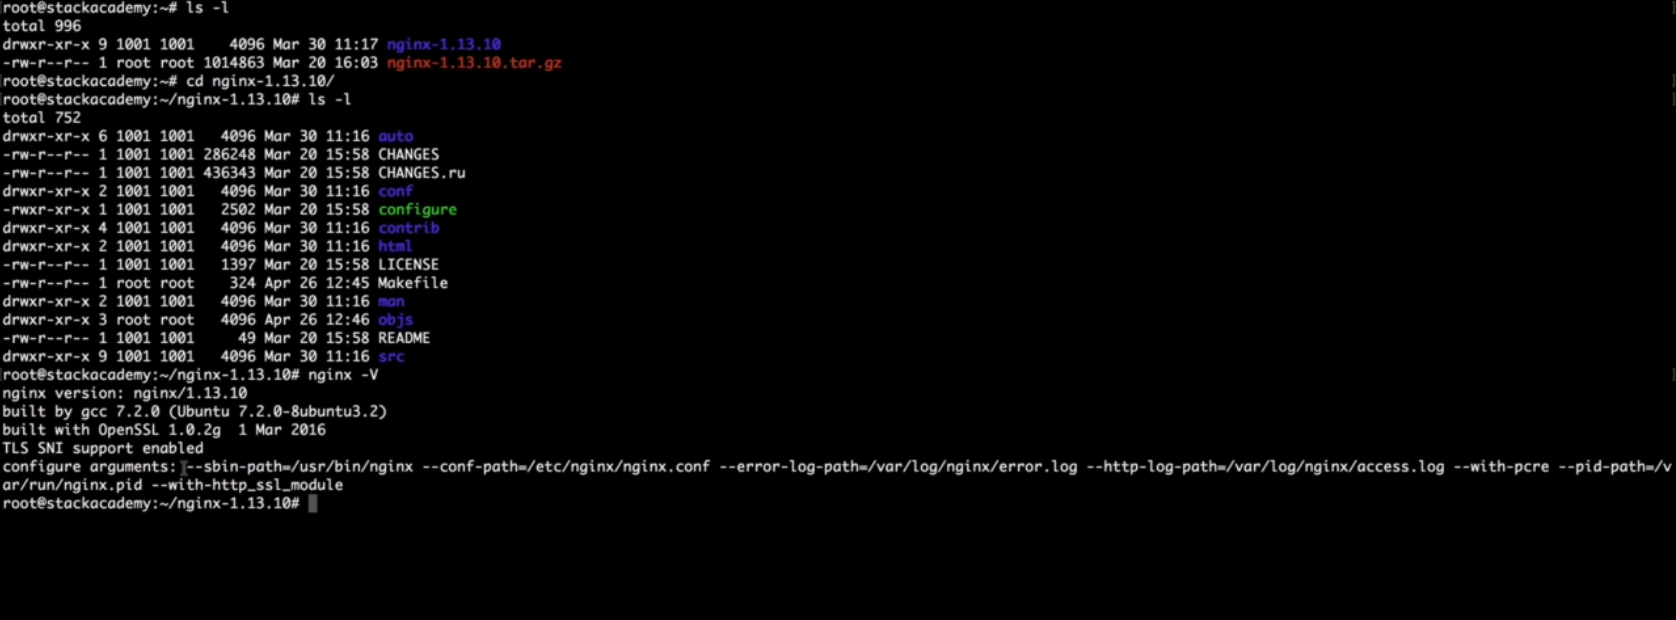 root@stackacademy:~# ls -l
total 996
drwxr-xr-x 9 1001 1001    4096 Mar 30 11:17 nginx-1.13.10
-rw-r--r-- 1 root root 1014863 Mar 20 16:03 nginx-1.13.10.tar.gz
root@stackacademy:~# cd nginx-1.13.10/
root@stackacademy:~/nginx-1.13.10# ls -l
total 752
drwxr-xr-x 6 1001 1001   4096 Mar 30 11:16 auto
-rw-r--r-- 1 1001 1001 286248 Mar 20 15:58 CHANGES
-rw-r--r-- 1 1001 1001 436343 Mar 20 15:58 CHANGES.ru
drwxr-xr-x 2 1001 1001   4096 Mar 30 11:16 conf
-rwxr-xr-x 1 1001 1001   2502 Mar 20 15:58 configure
drwxr-xr-x 4 1001 1001   4096 Mar 30 11:16 contrib
drwxr-xr-x 2 1001 1001   4096 Mar 30 11:16 html
-rw-r--r-- 1 1001 1001   1397 Mar 20 15:58 LICENSE
-rw-r--r-- 1 root root    324 Apr 26 12:45 Makefile
drwxr-xr-x 2 1001 1001   4096 Mar 30 11:16 man
drwxr-xr-x 3 root root   4096 Apr 26 12:46 objs
-rw-r--r-- 1 1001 1001     49 Mar 20 15:58 README
drwxr-xr-x 9 1001 1001   4096 Mar 30 11:16 src
root@stackacademy:~/nginx-1.13.10# nginx -V
nginx version: nginx/1.13.10
built by gcc 7.2.0 (Ubuntu 7.2.0-8ubuntu3.2)
built with OpenSSL 1.0.2g  1 Mar 2016
TLS SNI support enabled
configure arguments: --sbin-path=/usr/bin/nginx --conf-path=/etc/nginx/nginx.conf --error-log-path=/var/log/nginx/error.log --http-log-path=/var/log/nginx/access.log --with-pcre --pid-path=/v
ar/run/nginx.pid --with-http_ssl_module
root@stackacademy:~/nginx-1.13.10#